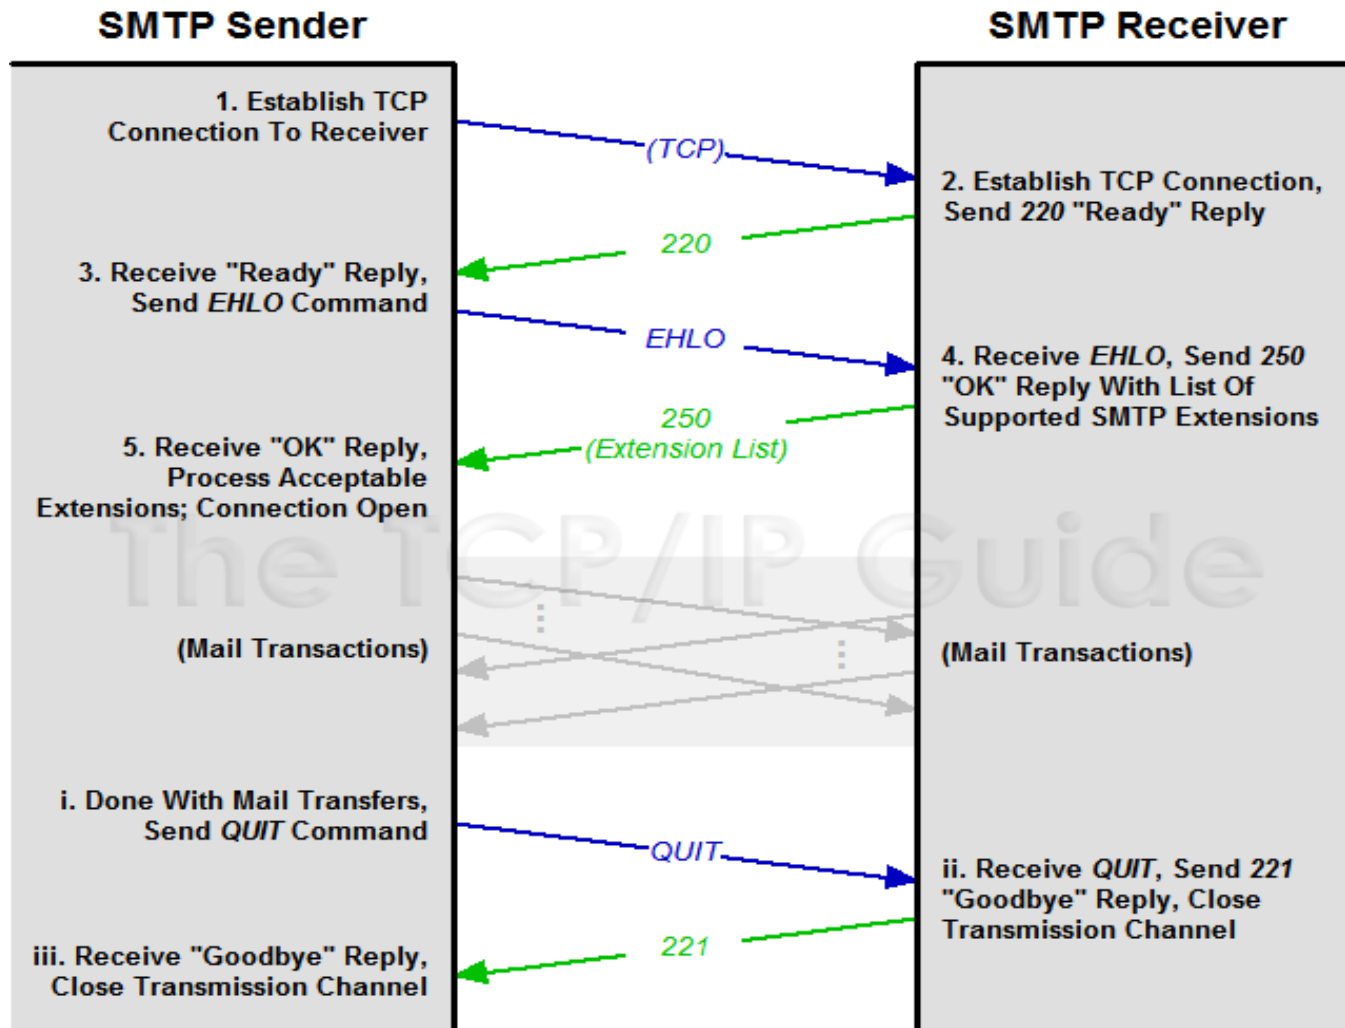 SMTP Sender
SMTP Receiver
1. Establish TCP
Connection To Receiver
(TCP)
2. Establish TCP Connection,
Send 220 "Ready" Reply
220
3. Receive "Ready" Reply,
Send EHLO Command
EHLO
4. Receive EHLO, Send 250
"OK" Reply With List Of
Supported SMTP Extensions
250
(Extension List)
5. Receive "OK" Reply,
Process Acceptable
Extensions; Connection Open
The TCP/IP Guide
(Mail Transactions)
(Mail Transactions)
i. Done With Mail Transfers,
Send QUIT Command
QUIT
ii. Receive QUIT, Send 221
"Goodbye" Reply, Close
Transmission Channel
221
iii. Receive "Goodbye" Reply,
Close Transmission Channel